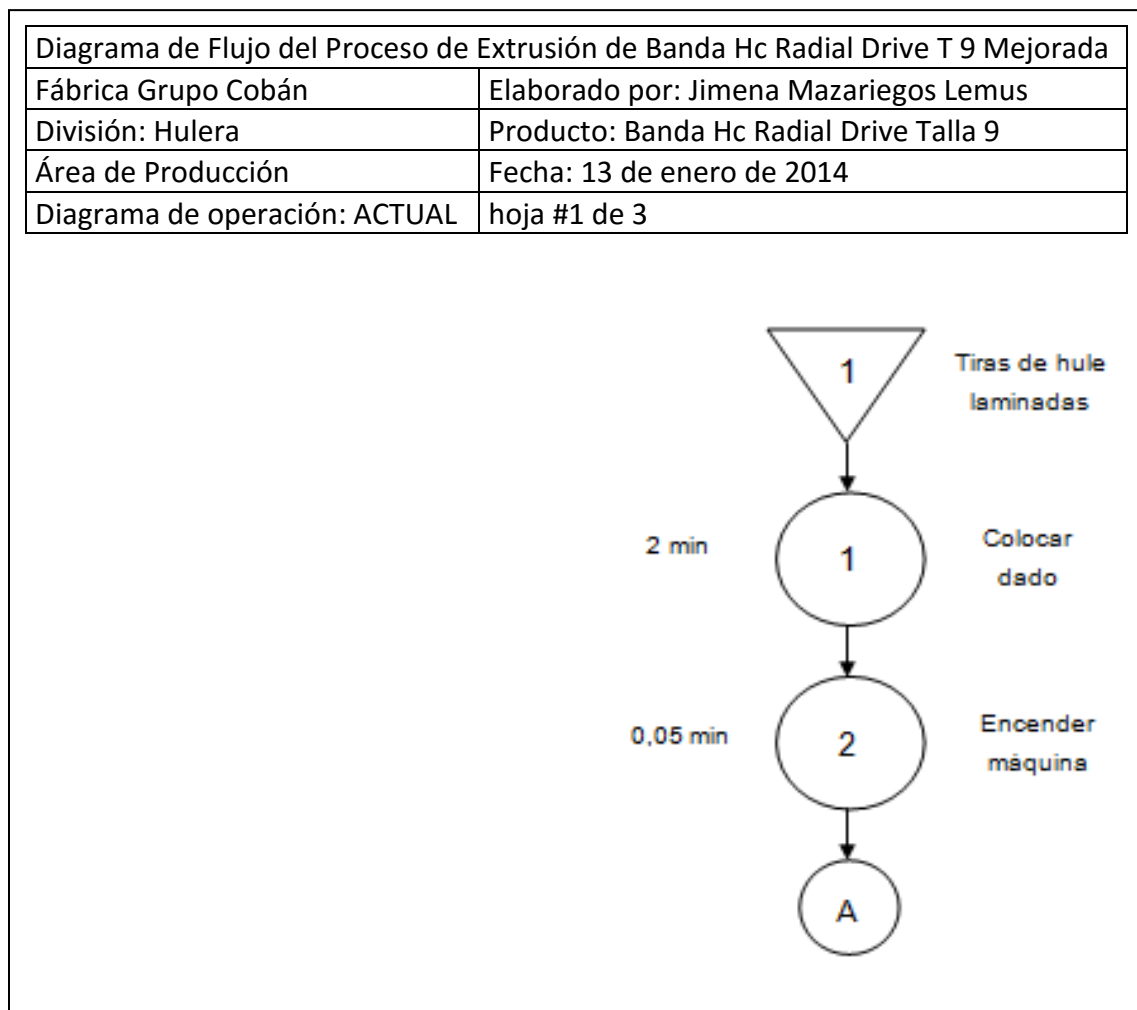 Diagrama de Flujo del Proceso de Extrusión de Banda Hc Radial Drive T 9 Mejorada
Fábrica Grupo Cobán Elaborado por: Jimena Mazariegos Lemus
División: Hulera Producto: Banda Hc Radial Drive Talla 9
Área de Producción Fecha: 13 de enero de 2014
Diagrama de operación: ACTUAL hoja #1 de 3
1
Tiras de hule
laminadas
2 min
1
Colocar
dado
0,05 min
2
Encender
máquina
A